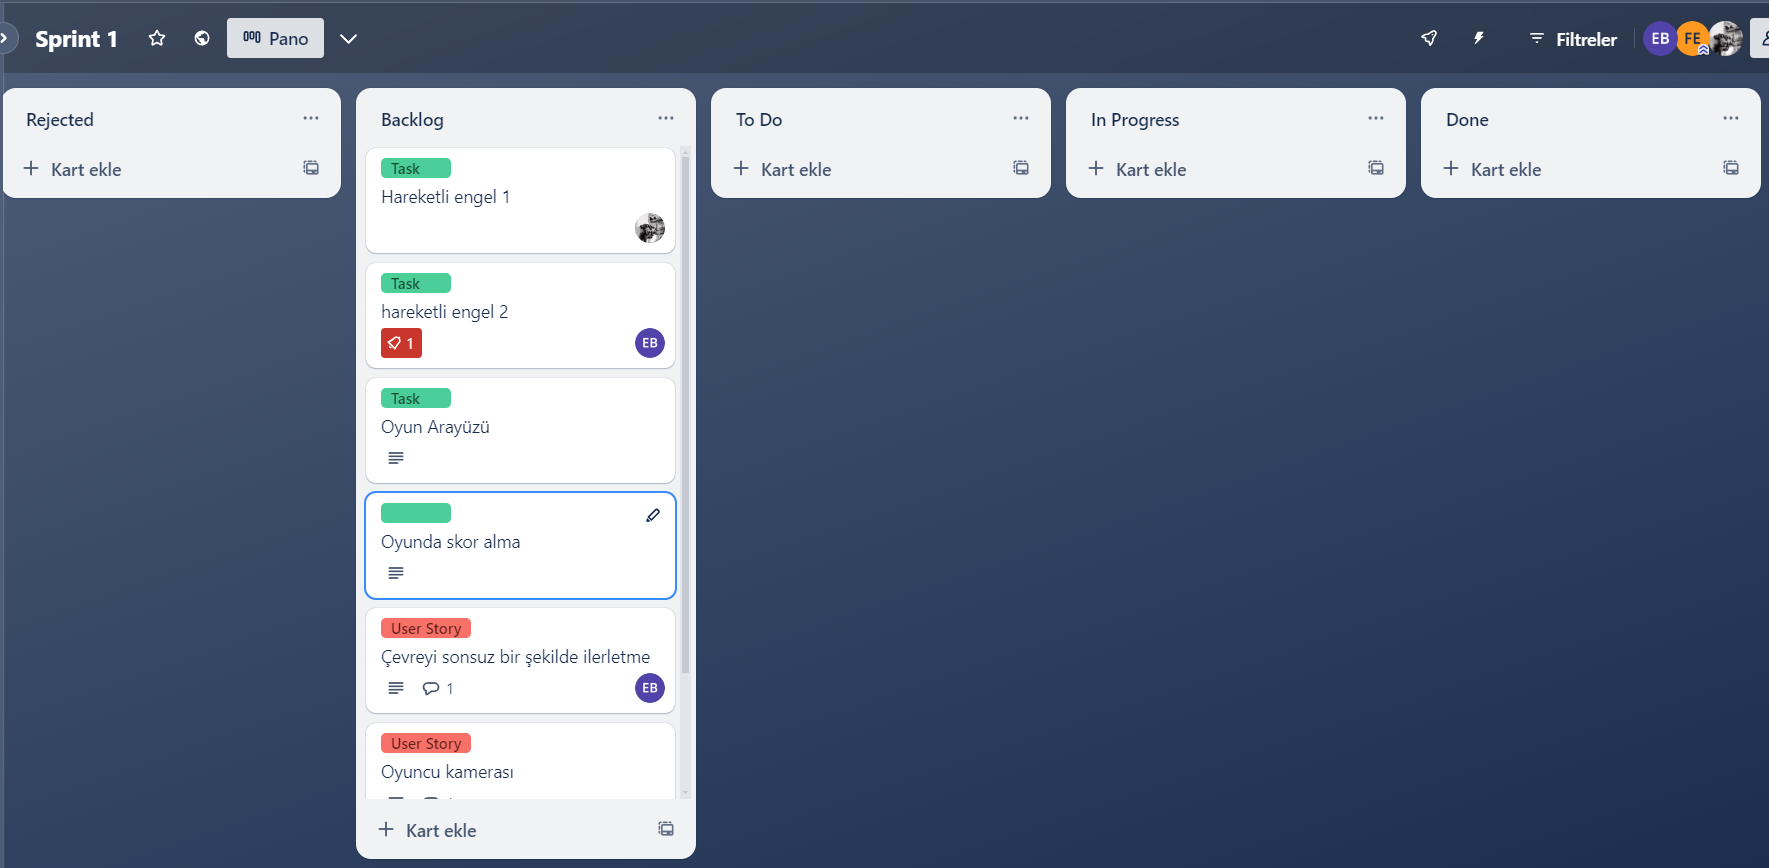 Sprint 1
Pano
Filtreler
EB
FE
Rejected
Kart ekle
Backlog
Task
Hareketli engel 1
Task
hareketli engel 2
1
EB
Task
Oyun Arayüzü
Oyunda skor alma
User Story
Çevreyi sonsuz bir şekilde ilerletme
1
EB
User Story
Oyuncu kamerası
Kart ekle
To Do
Kart ekle
In Progress
Kart ekle
Done
Kart ekle